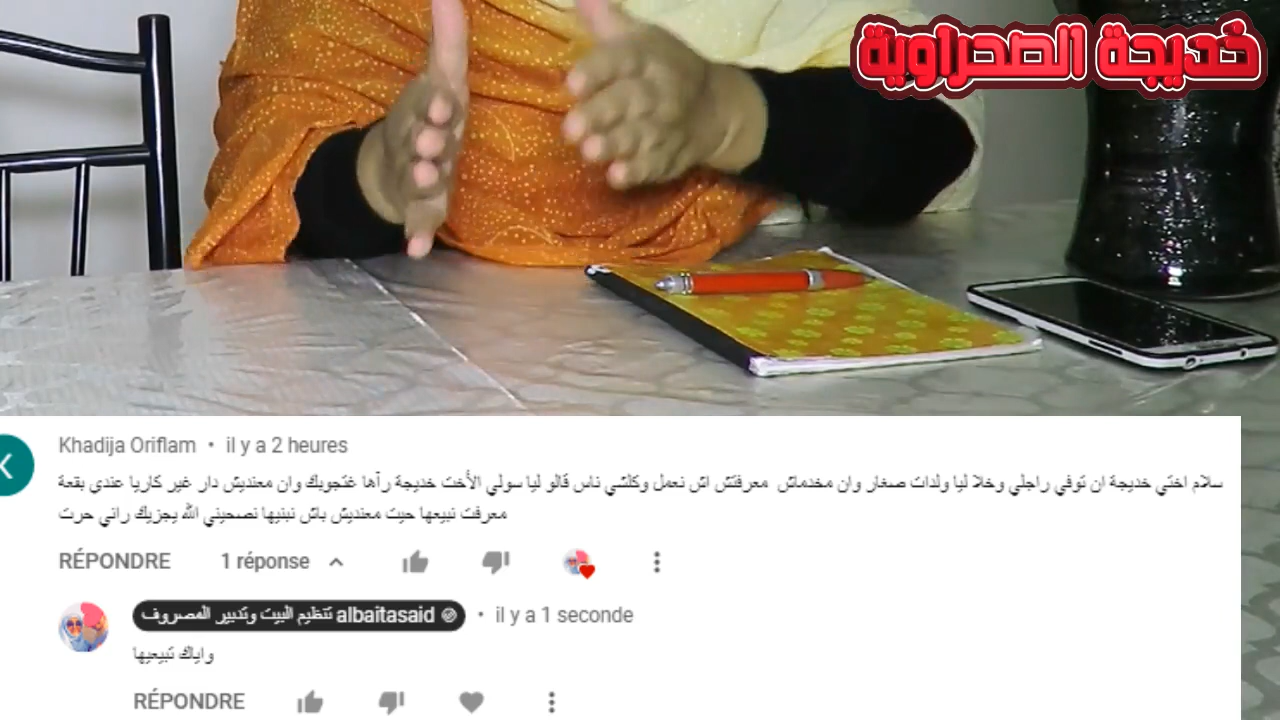 خديجة الصحراوية
Khadija Oriflam • il y a 2 heures
سلام اختي خديجة ان توفي راجلي وخلا ليا ولدات صغار وان مخدماش معرفتش اش نعمل وكلشي ناس قالو ليا سولي الأخت خديجة رآها غتجوبك وان معنديش دار غير كاريا عندي بقعة
معرفت نبيعها حيت معنديش باش نبنيها نصحيني الله يجزيك راني حرت
RÉPONDRE 1 réponse
albaitasaid تنظيم البيت وتدبير المصروف • il y a 1 seconde
واياك تبيعيها
RÉPONDRE